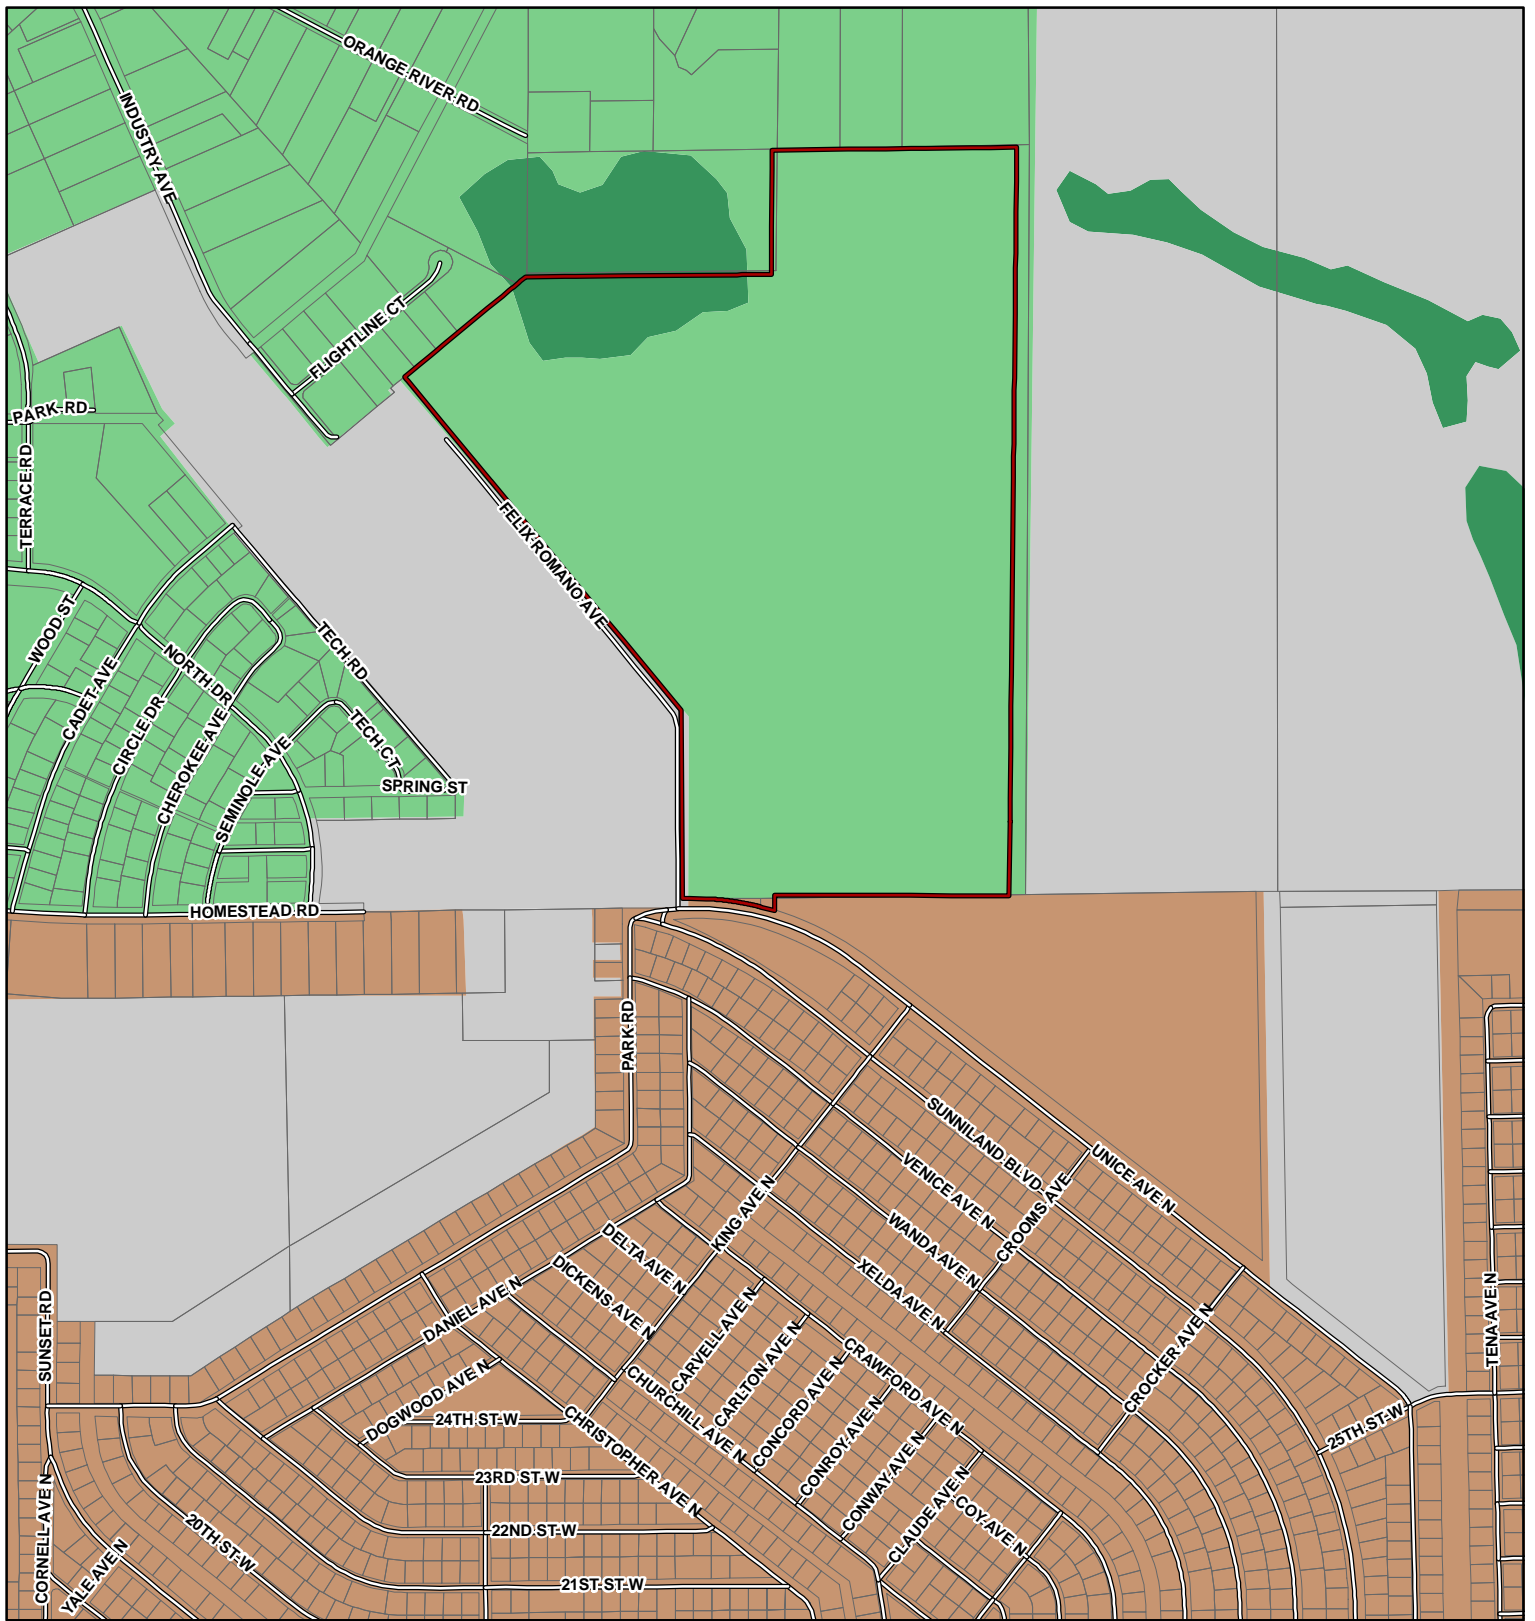 ORANGE RIVER RD
INDUSTRY AVE
FLIGHTLINE CT
PARK RD
TERRACE RD
FELIX ROMANO AVE
WOOD ST
CADET AVE
NORTH DR
TECH RD
CIRCLE DR
CHEROKEE AVE
SEMINOLE AVE
TECH CT
SPRING ST
HOMESTEAD RD
PARK RD
SUNNILAND BLVD
UNICE AVE N
VENICE AVE N
CROOMS AVE
KING AVE N
WANDA AVE N
DELTA AVE N
DICKENS AVE N
XELDA AVE N
DANIEL AVE N
SUNSET RD
CARVELL AVE N
CARLTON AVE N
CRAWFORD AVE N
CROCKER AVE N
TENA AVE N
DOGWOOD AVE N
CHURCHILL AVE N
CONCORD AVE N
24TH ST W
CHRISTOPHER AVE N
CONROY AVE N
25TH ST W
23RD ST W
CONWAY AVE N
CLAUDE AVE N
COY AVE N
CORNELL AVE N
20TH ST W
22ND ST W
YALE AVE N
21ST ST W